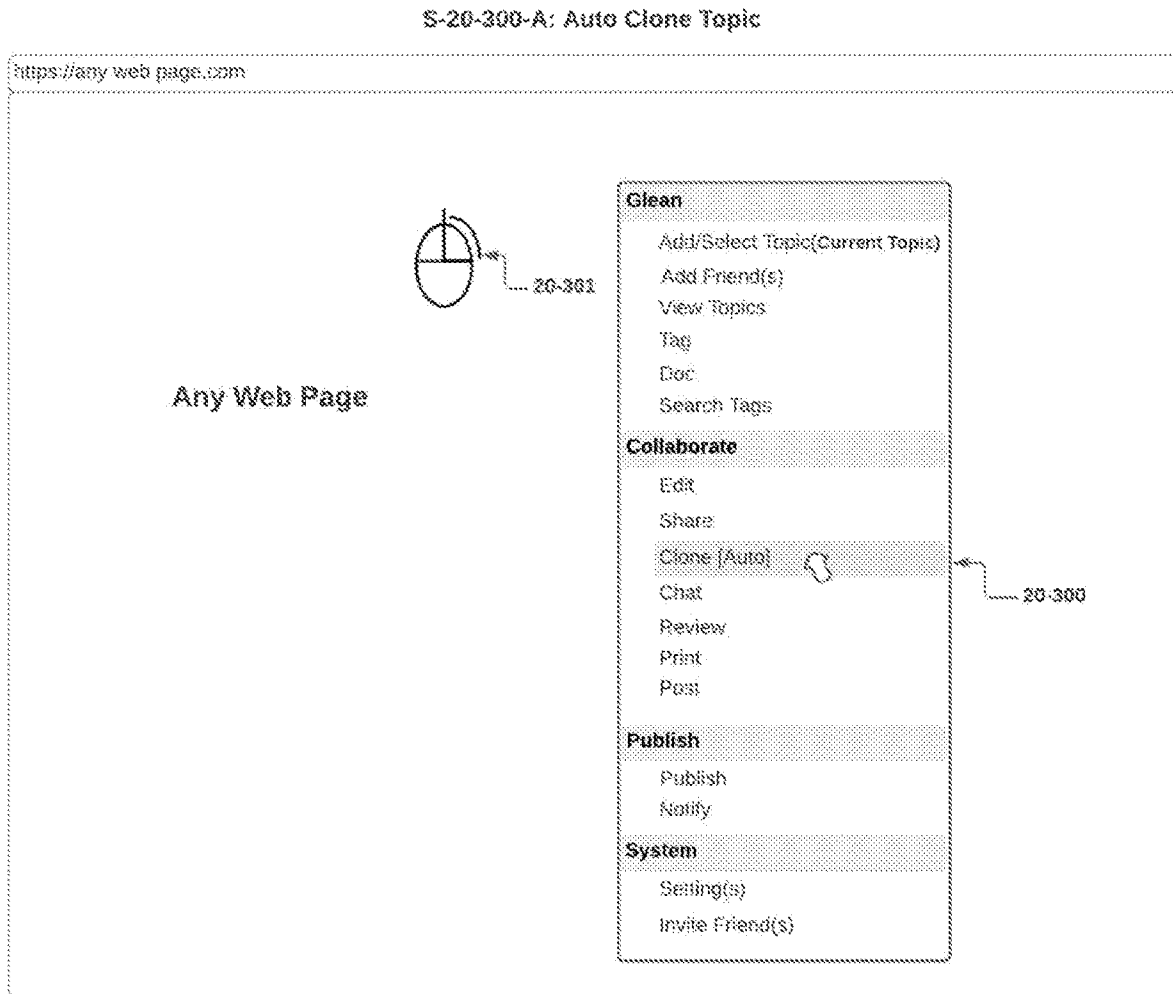 S-20-300-A: Auto Clone Topic
https://any web page.com
Glean
Add/Select Topic(Current Topic)
Add Friend(s)
20-301
View Topics
Tag
Doc
Any Web Page
Search Tags
Collaborate
Edit
Share
Clone [Auto]
Chat
20-300
Review
Print
Post
Publish
Publish
Notify
System
Setting(s)
Invite Friend(s)